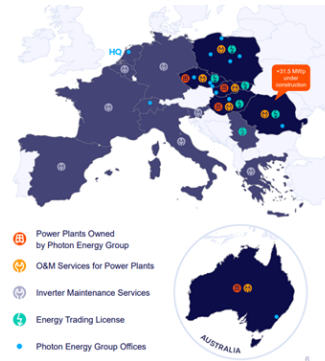 HQ
+31.5 MWp
under
construction
Power Plants Owned
by Photon Energy Group
O&M Services for Power Plants
Inverter Maintenance Services
Energy Trading License
Photon Energy Group Offices
AUSTRALIA